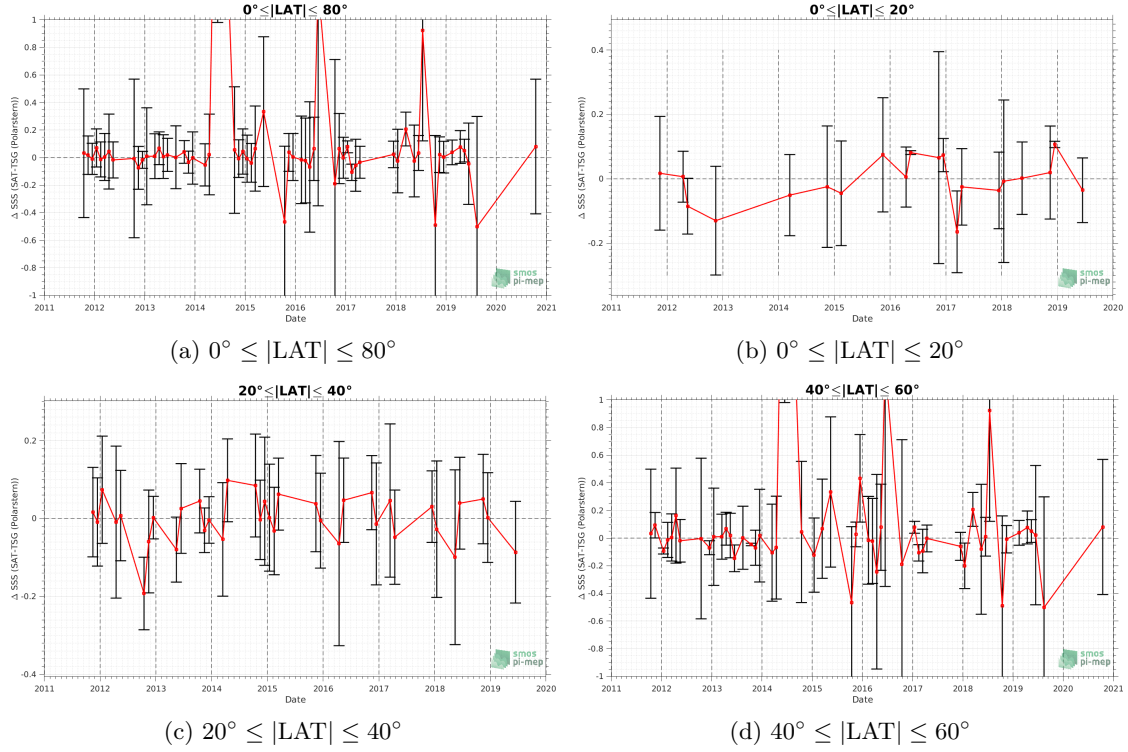 0°≤|LAT|≤ 80°
Δ SSS (SAT-TSG (Polarstern))
1
0.8
0.6
0.4
0.2
0
-0.2
-0.4
-0.6
-0.8
-1
2011 2012 2013 2014 2015 2016 2017 2018 2019 2020 2021
Date
smos
pi-mep
(a) 0° ≤ |LAT| ≤ 80°
0°≤|LAT|≤ 20°
Δ SSS (SAT-TSG (Polarstern))
0.4
0.2
0
-0.2
2011 2012 2013 2014 2015 2016 2017 2018 2019 2020
Date
smos
pi-mep
(b) 0° ≤ |LAT| ≤ 20°
20°≤|LAT|≤ 40°
Δ SSS (SAT-TSG (Polarstern))
0.2
0
-0.2
-0.4
2011 2012 2013 2014 2015 2016 2017 2018 2019 2020
Date
smos
pi-mep
(c) 20° ≤ |LAT| ≤ 40°
40°≤|LAT|≤ 60°
Δ SSS (SAT-TSG (Polarstern))
1
0.8
0.6
0.4
0.2
0
-0.2
-0.4
-0.6
-0.8
-1
2011 2012 2013 2014 2015 2016 2017 2018 2019 2020 2021
Date
smos
pi-mep
(d) 40° ≤ |LAT| ≤ 60°